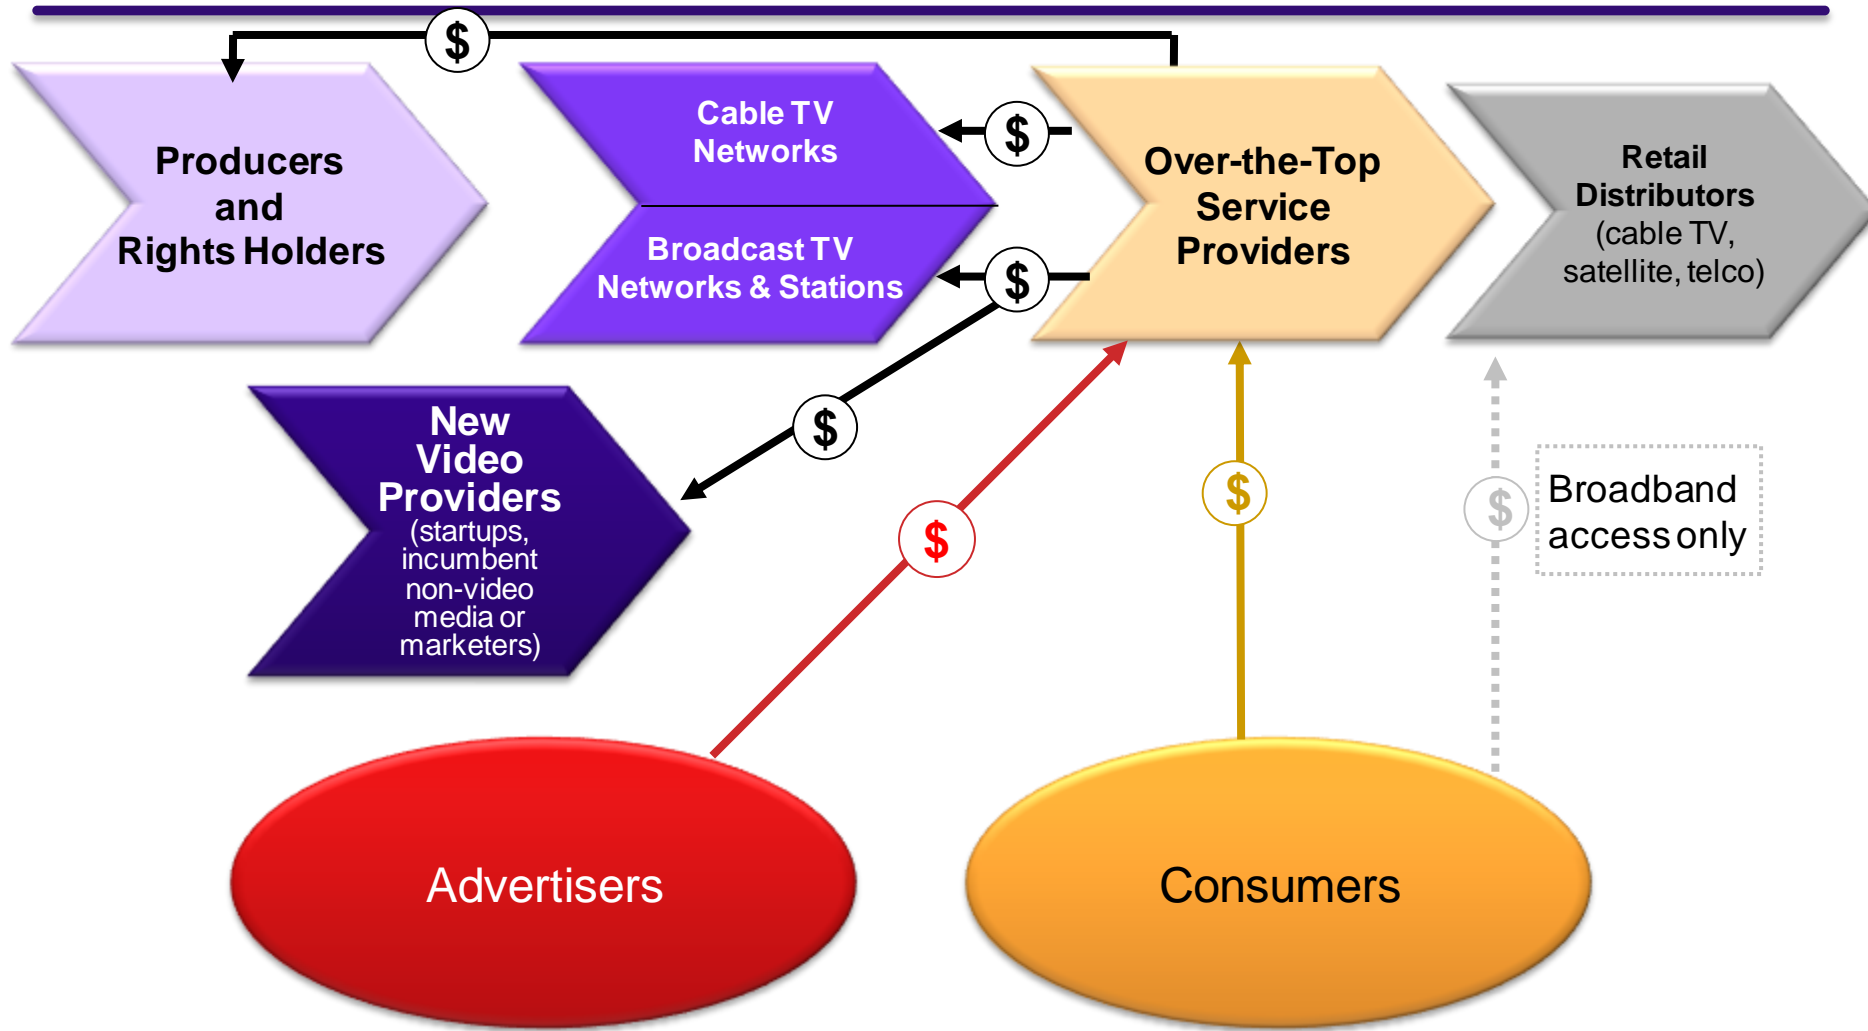 $
Producers
and
Rights Holders
Cable TV
Networks
$
Broadcast TV
Networks & Stations
$
Over-the-Top
Service
Providers
Retail
Distributors
(cable TV,
satellite, telco)
New
Video
Providers
(startups,
incumbent
non-video
media or
marketers)
$
$
$
$
Broadband
access only
Advertisers
Consumers